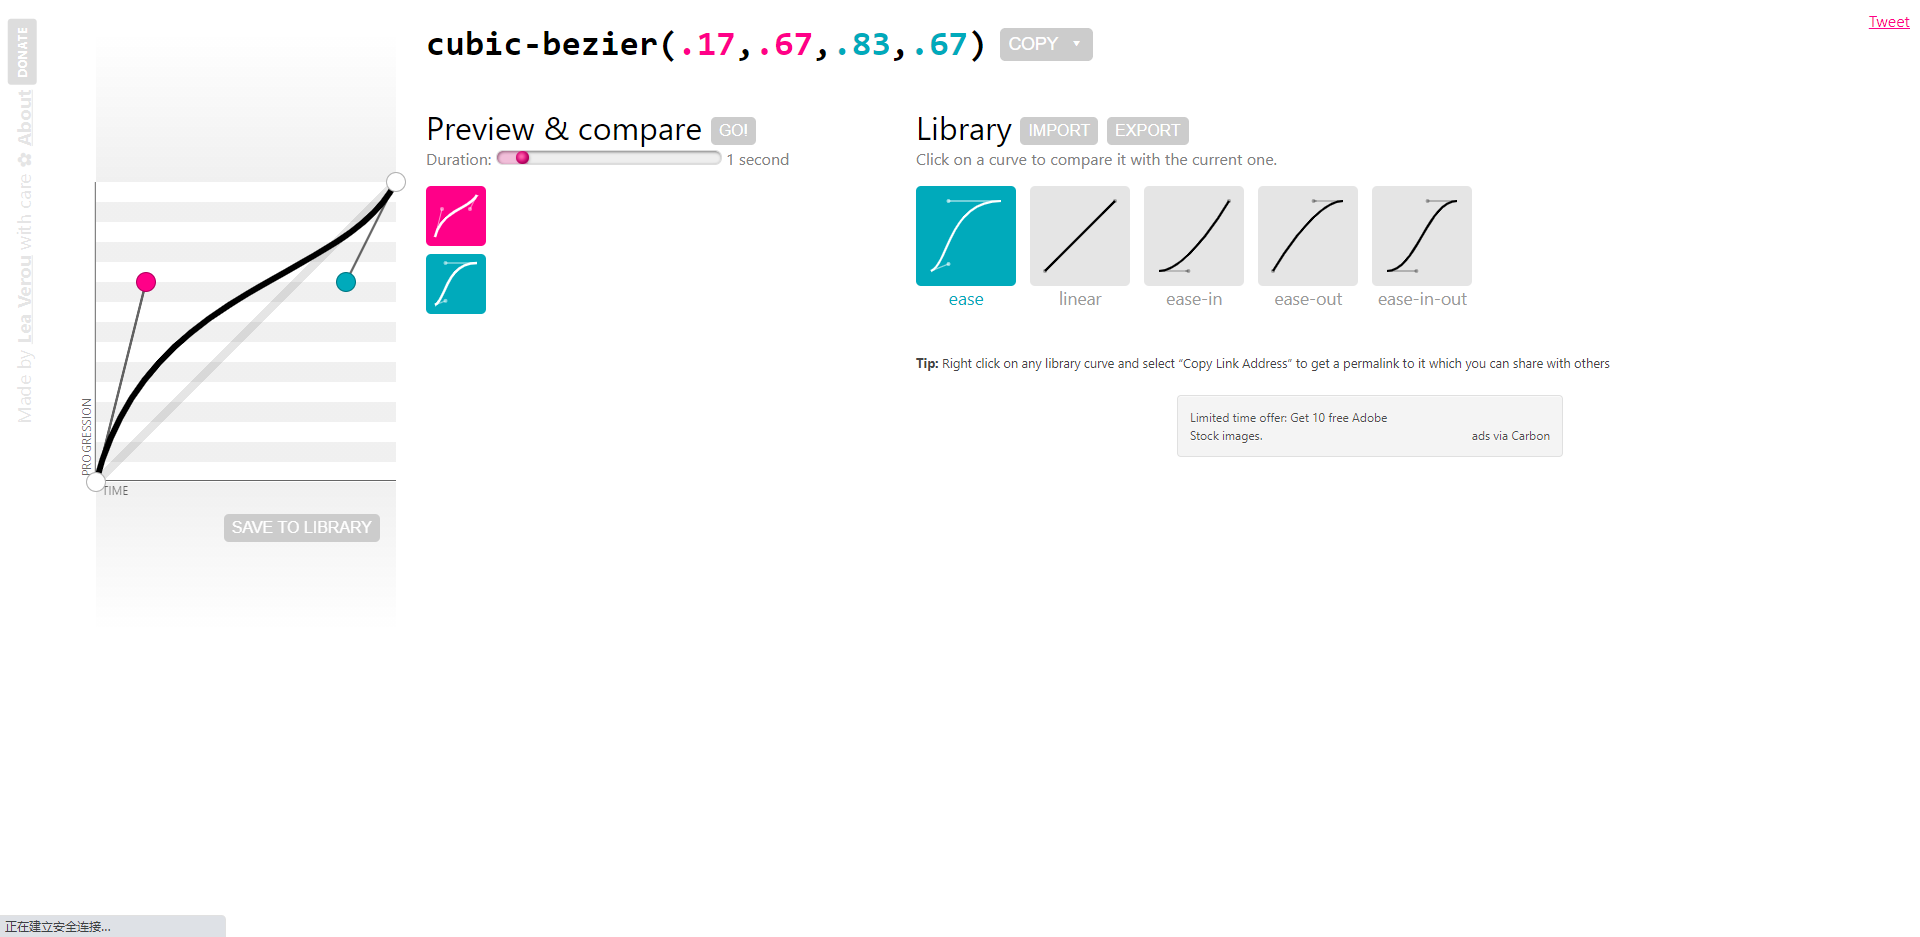 Tweet
cubic-bezier(.17,.67,.83,.67) COPY
DONATE
Made by Lea Verou with care ✿ About
Preview & compare GO!
Duration: 1 second
Library IMPORT EXPORT
Click on a curve to compare it with the current one.
ease linear ease-in ease-out ease-in-out
Tip: Right click on any library curve and select “Copy Link Address” to get a permalink to it which you can share with others
Limited time offer: Get 10 free Adobe
Stock images. ads via Carbon
PROGRESSION
TIME
SAVE TO LIBRARY
正在建立安全连接...